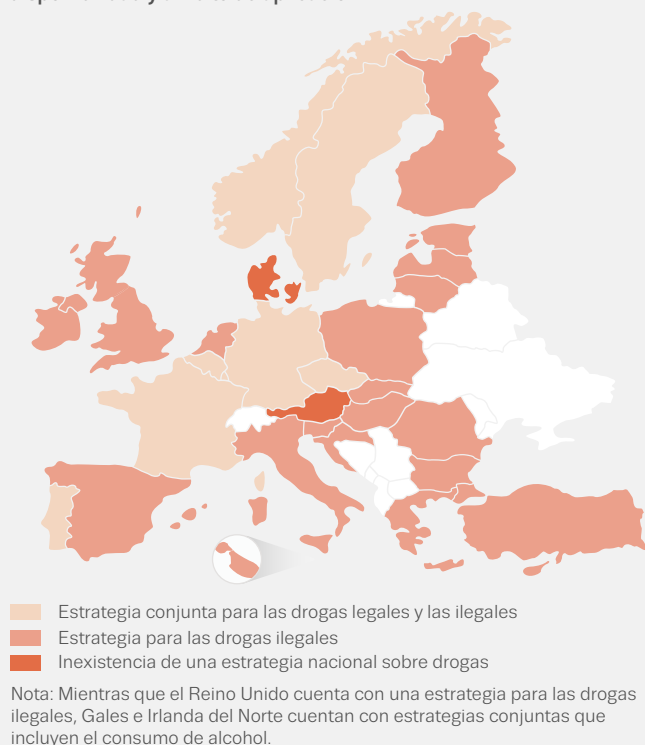 Estrategia conjunta para las drogas legales y las ilegales
Estrategia para las drogas ilegales
Inexistencia de una estrategia nacional sobre drogas
Nota: Mientras que el Reino Unido cuenta con una estrategia para las drogas
ilegales, Gales e Irlanda del Norte cuentan con estrategias conjuntas que
incluyen el consumo de alcohol.